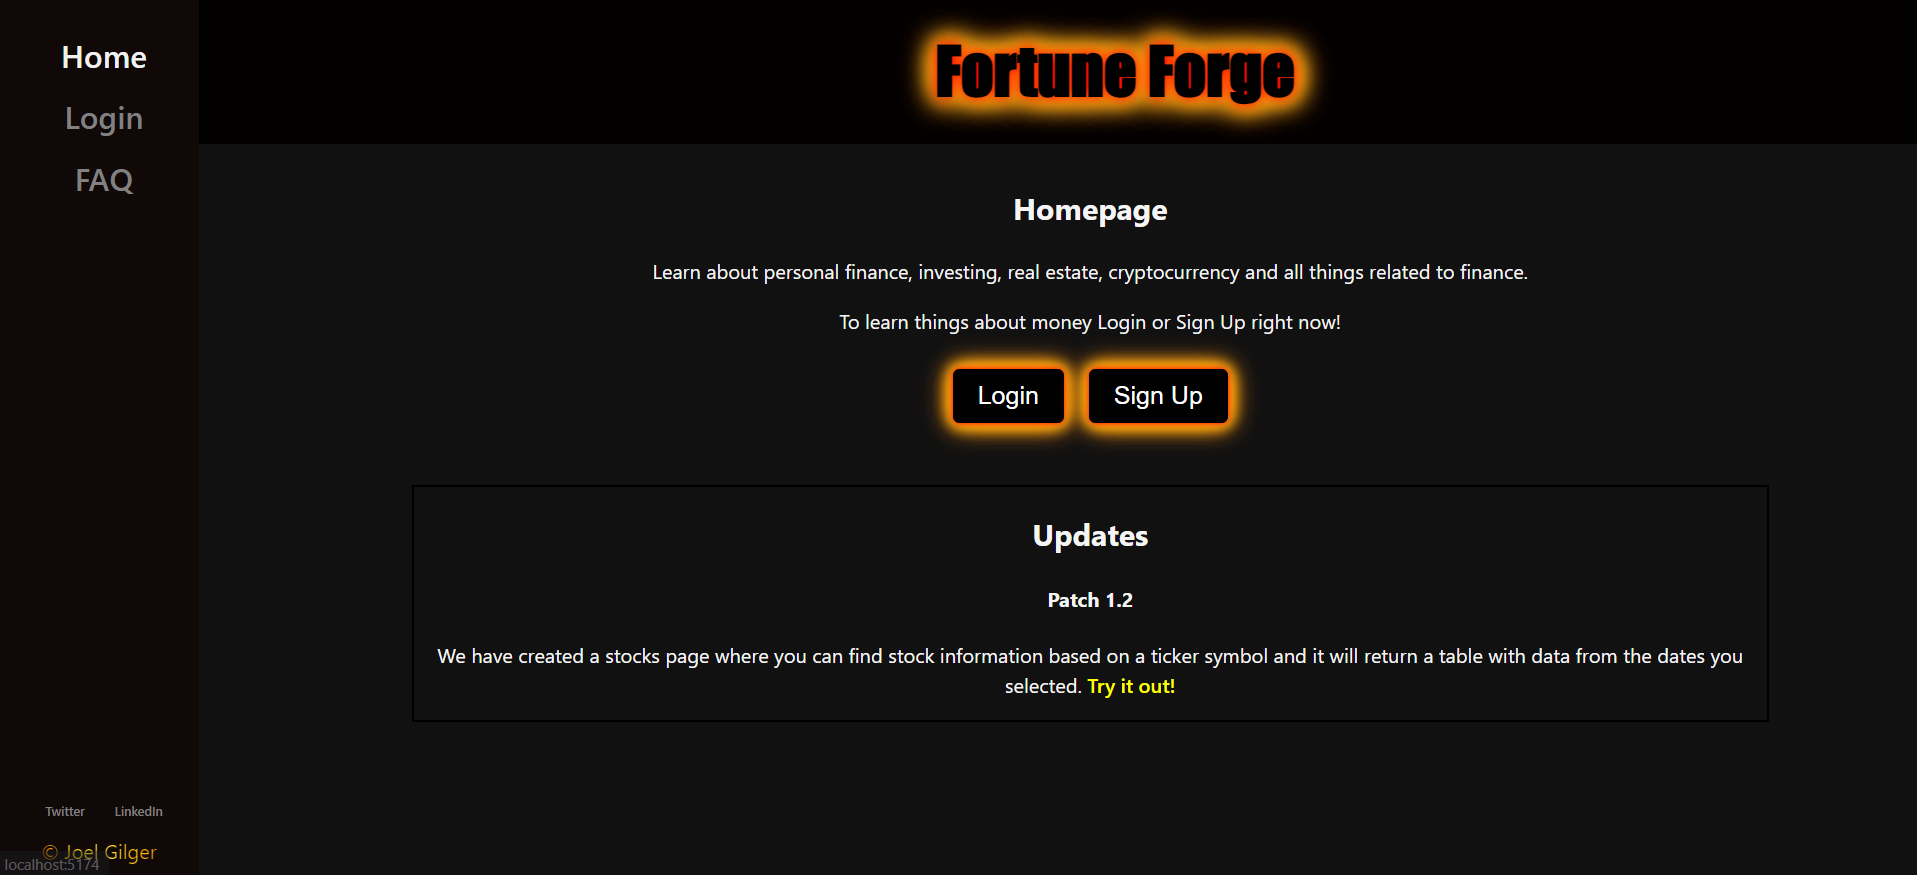 Home
Login
FAQ
Fortune Forge
Homepage
Learn about personal finance, investing, real estate, cryptocurrency and all things related to finance.
To learn things about money Login or Sign Up right now!
Login
Sign Up
Updates
Patch 1.2
We have created a stocks page where you can find stock information based on a ticker symbol and it will return a table with data from the dates you
selected. Try it out!
Twitter
LinkedIn
© Joel Gilger
localhost:5174